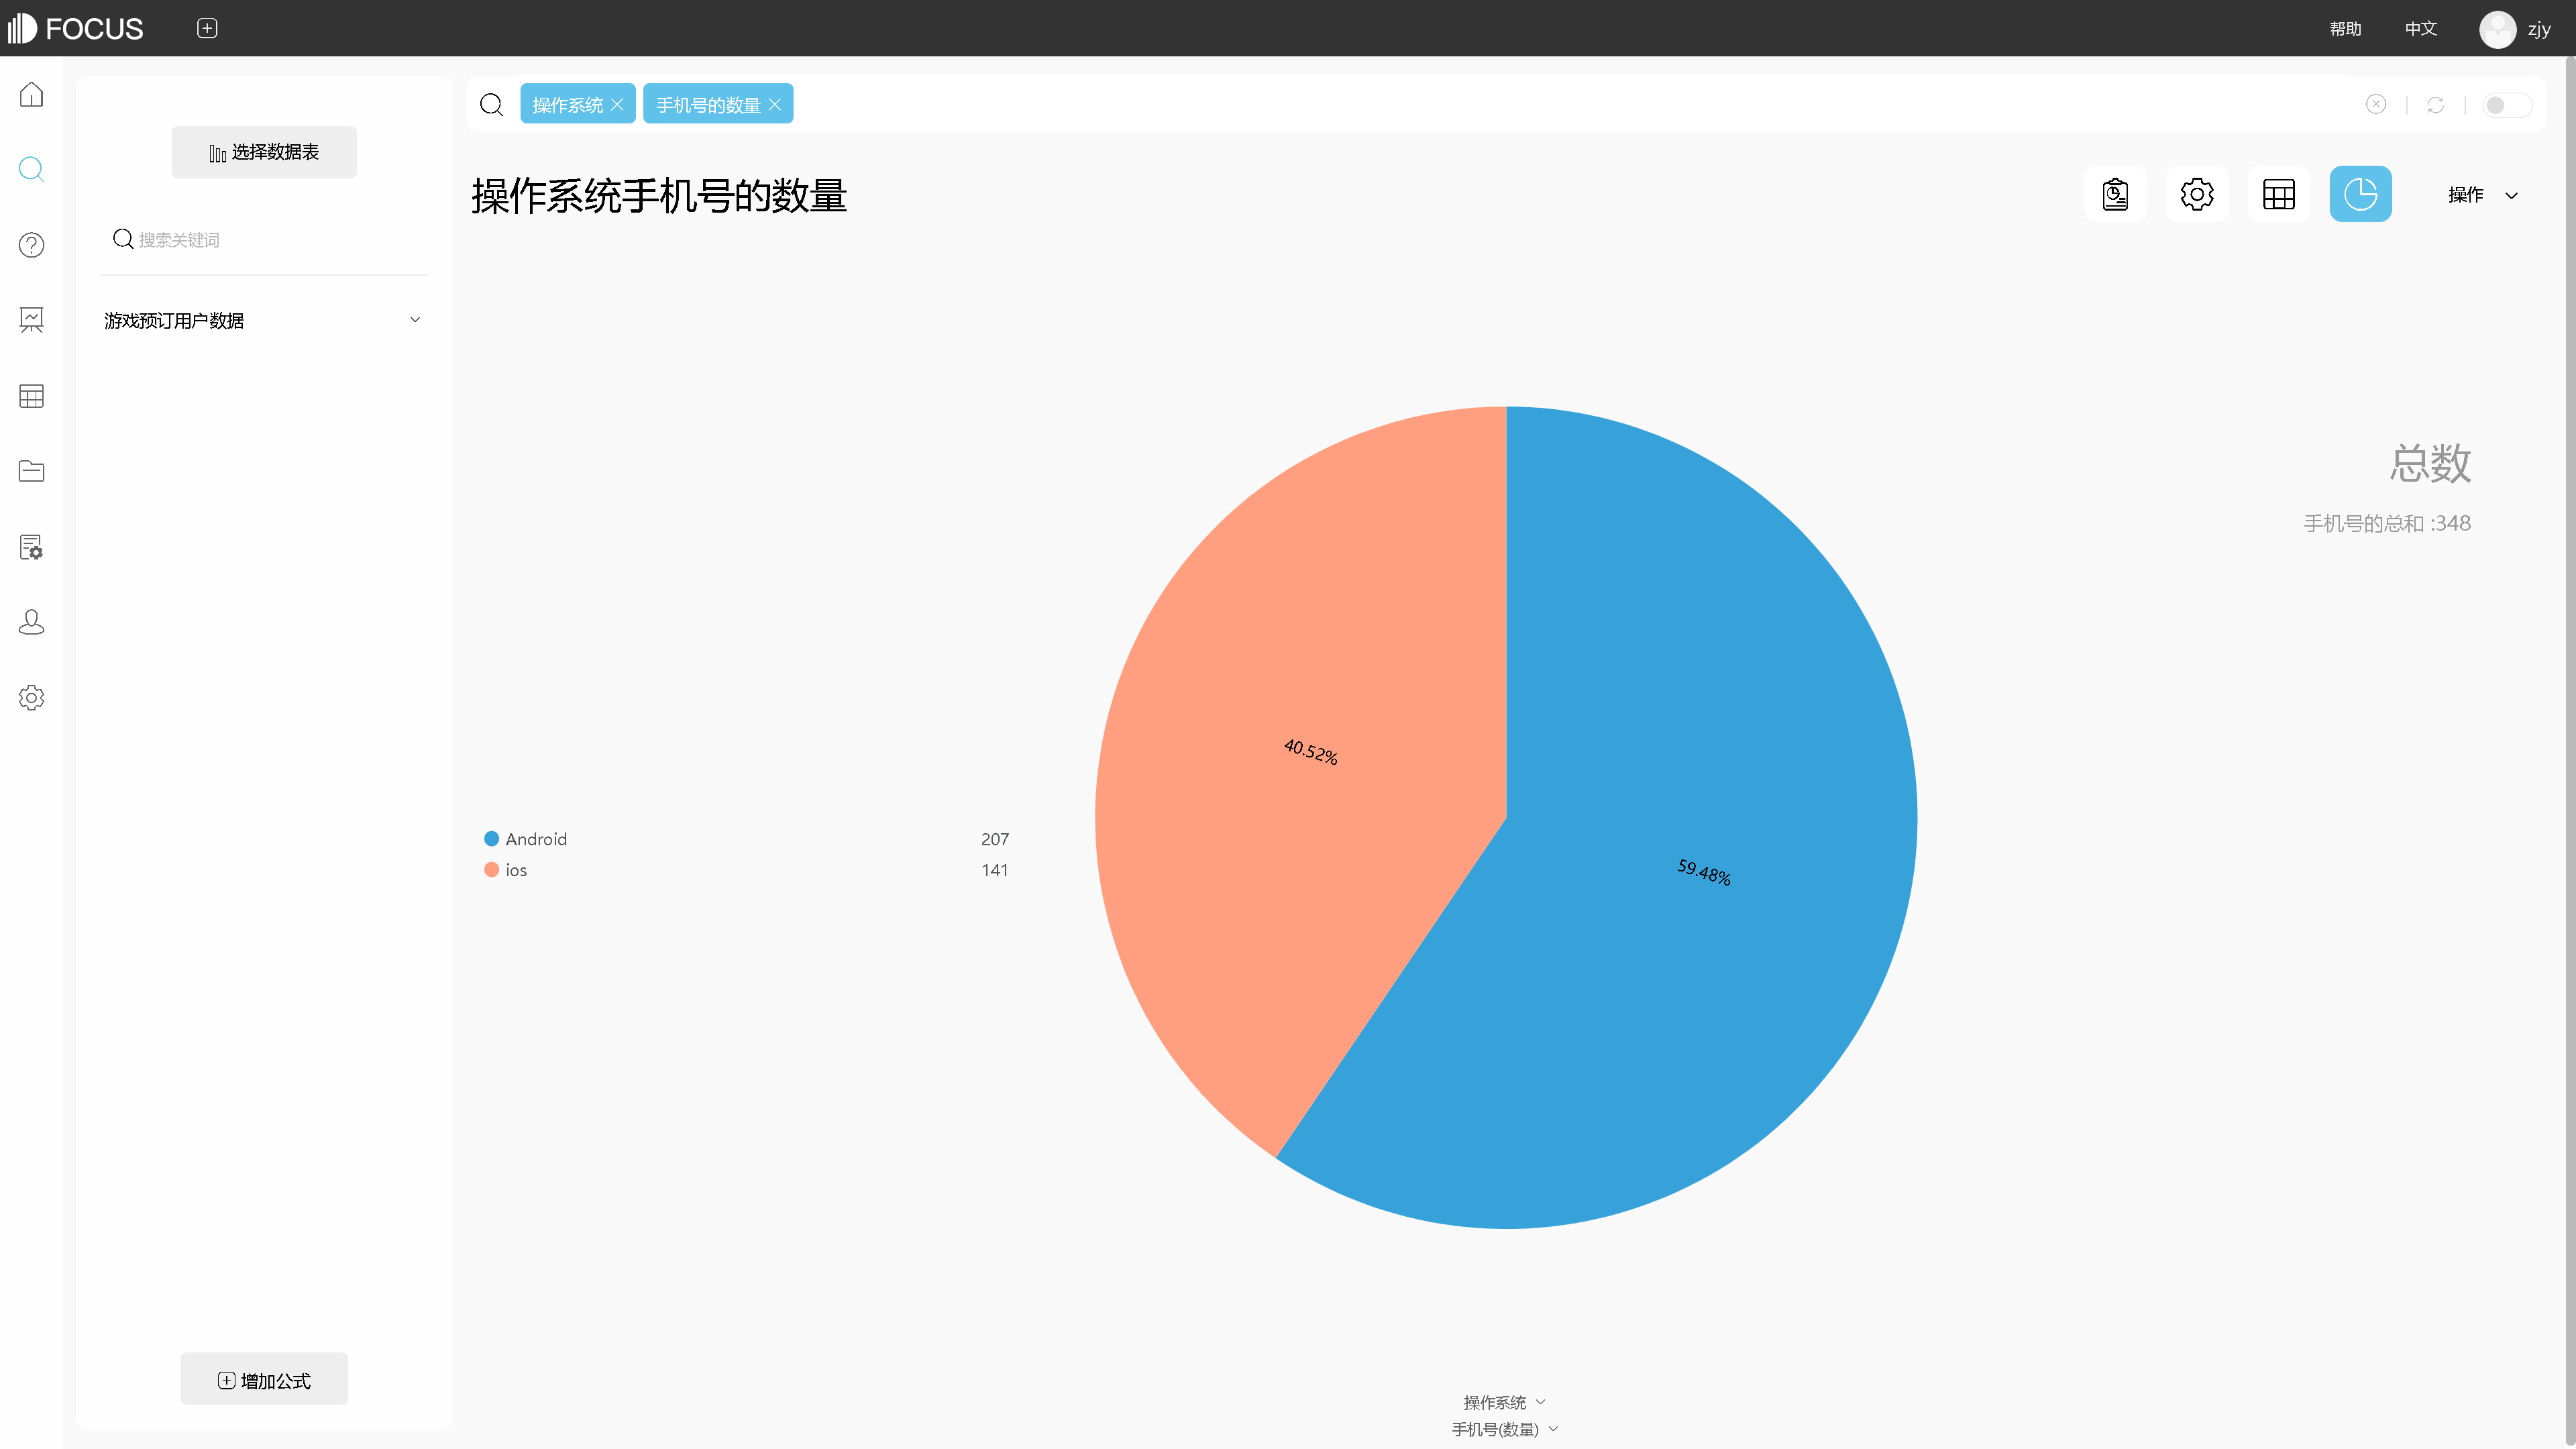 FOCUS
帮助
中文
zjy
操作系统
手机号的数量
选择数据表
搜索关键词
游戏预订用户数据
增加公式
操作系统手机号的数量
操作
总数
手机号的总和 :348
Android 207
ios 141
40.52%
59.48%
操作系统
手机号(数量)